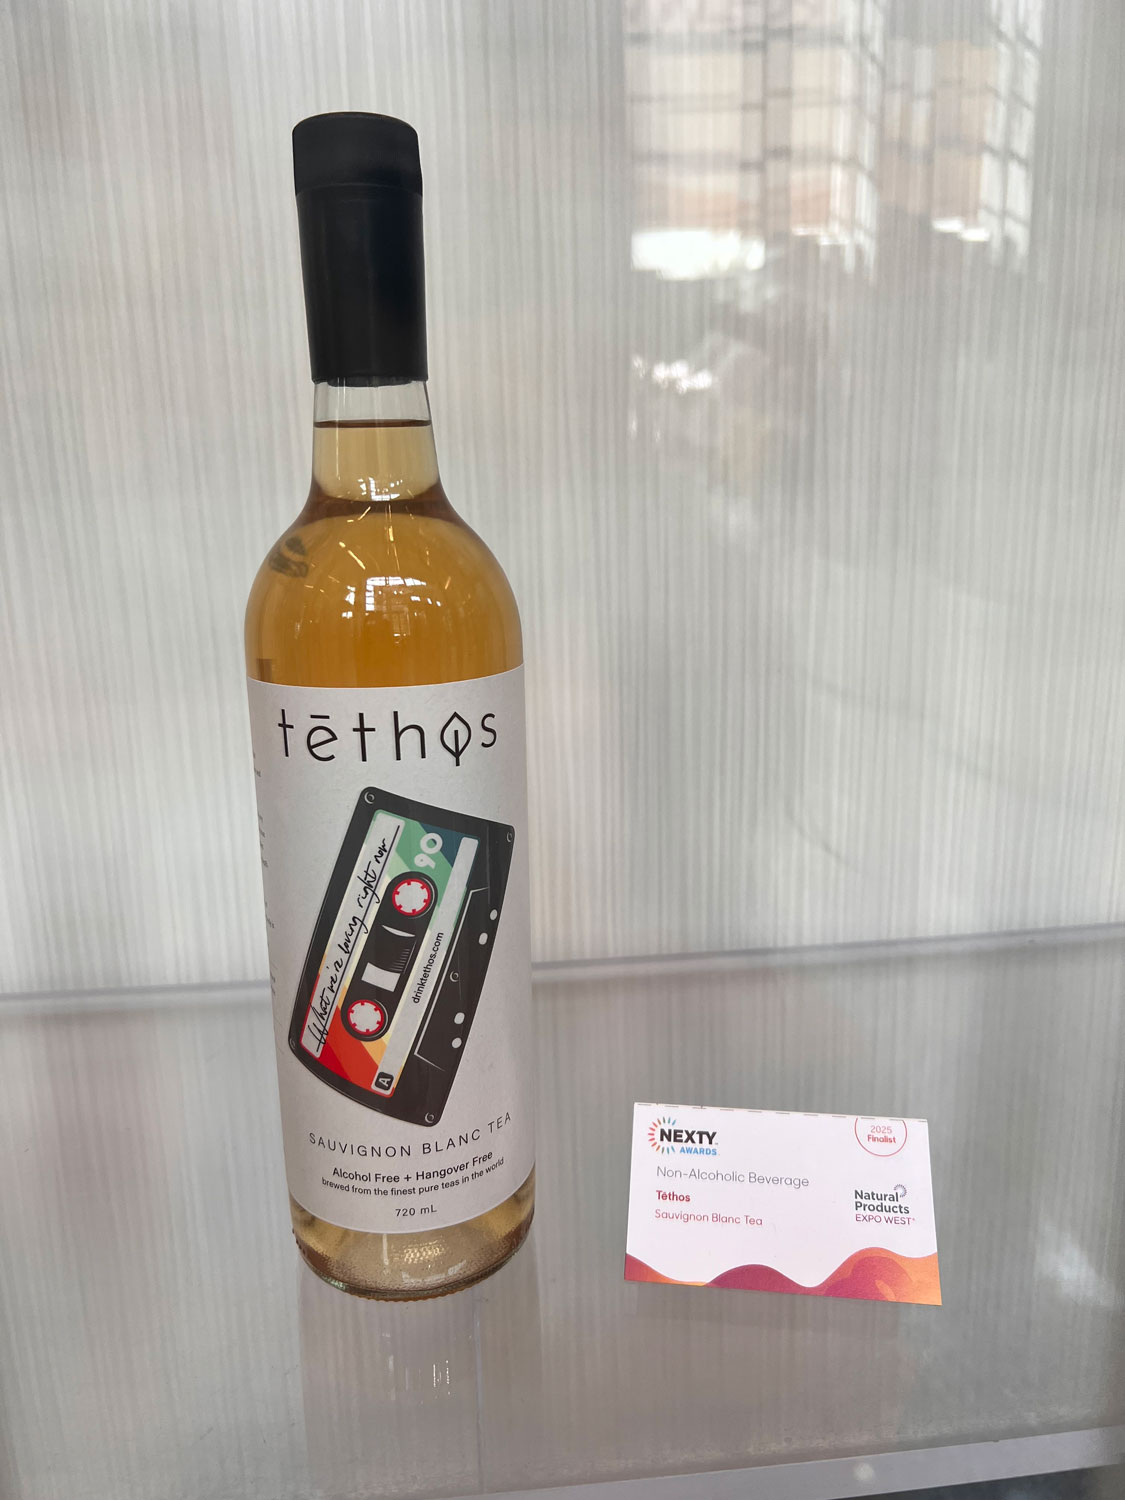 tēthos
What we're loving right now
90
drinktethos.com
A
SAUVIGNON BLANC TEA
Alcohol Free + Hangover Free
brewed from the finest pure teas in the world
720 mL
NEXTY
AWARDS
2025
Finalist
Non-Alcoholic Beverage
Tēthos
Sauvignon Blanc Tea
Natural
Products
EXPO WEST®